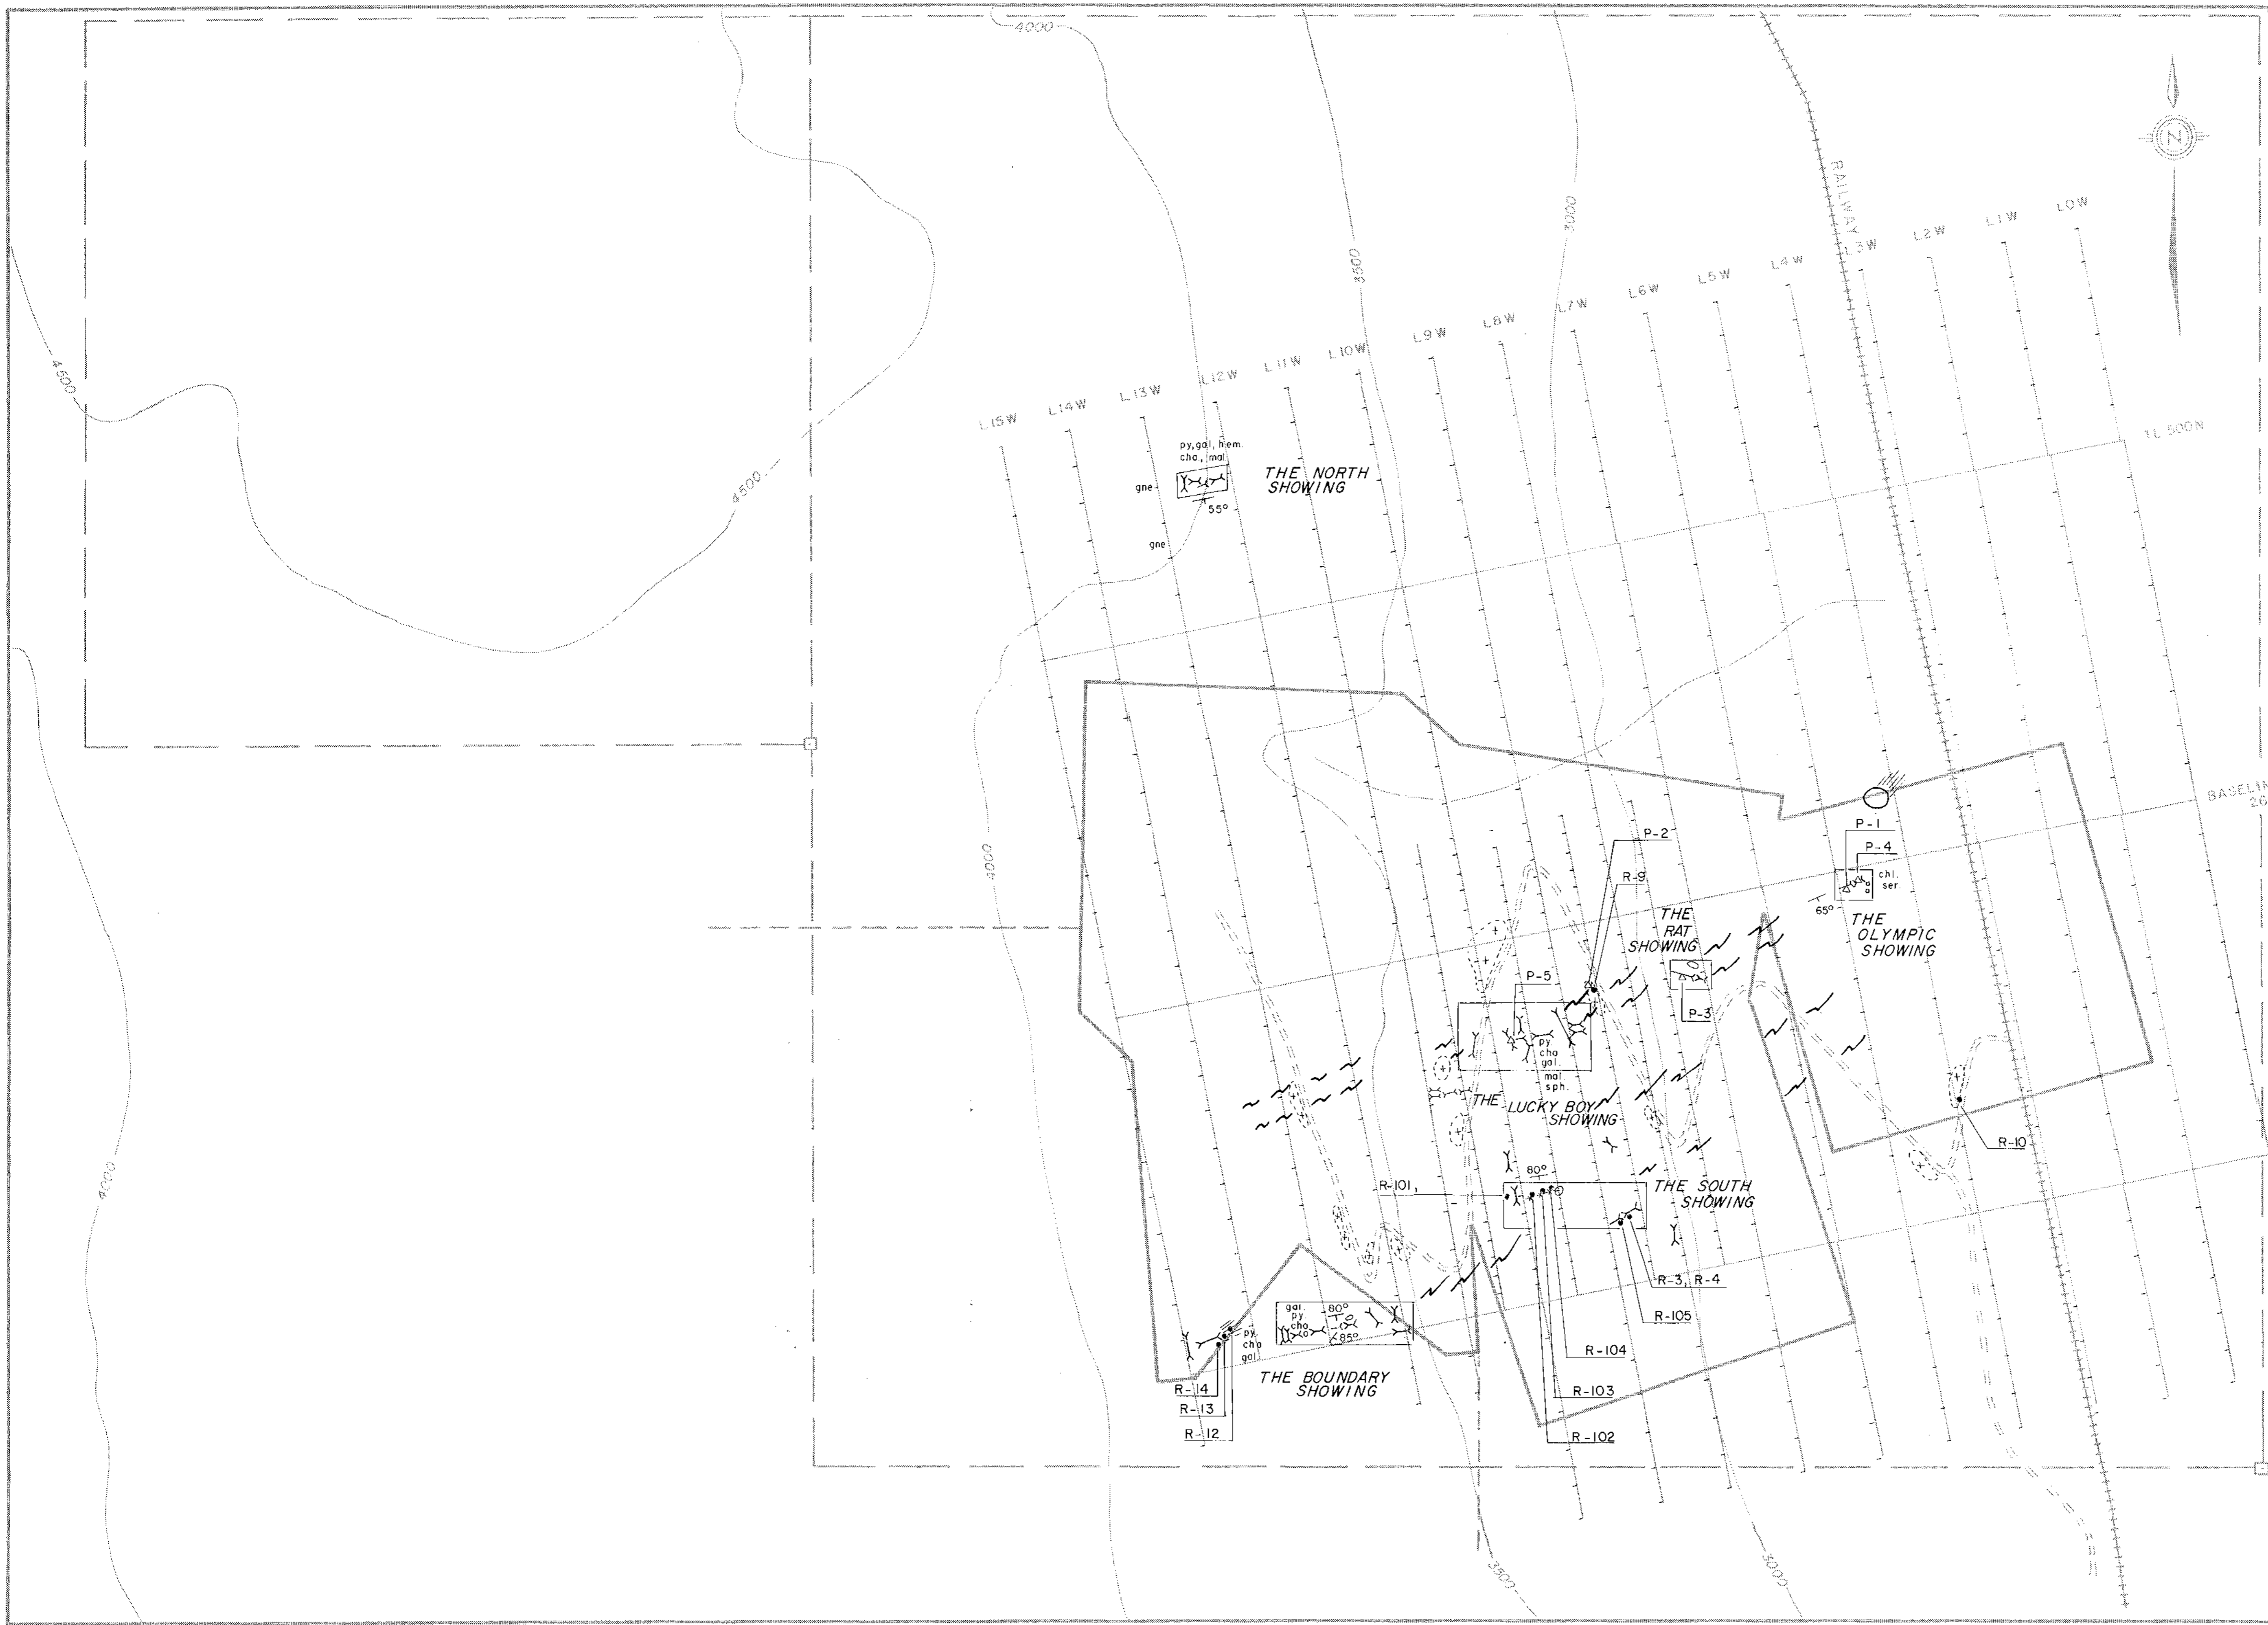 4000
N
RAILWAY
3000
3500
L0W
L1W
L2W
L3W
L4W
L5W
L6W
L7W
L8W
L9W
L10W
L11W
L12W
L13W
L14W
L15W
4500
4500
TL 500N
py,gal,hem.
cha, mal
THE NORTH
SHOWING
gne
55°
gne
P-1
P-4
chl.
ser.
65°
THE
OLYMPIC
SHOWING
P-2
R-9
THE
RAT
SHOWING
P-3
P-5
py
cha
gal.
mal.
sph.
THE LUCKY BOY
SHOWING
4000
4000
R-10
80°
R-101,
THE SOUTH
SHOWING
R-3, R-4
R-105
R-104
R-103
R-102
gal.
py
cha
80°
85°
py
cha
gal.
THE BOUNDARY
SHOWING
R-14
R-13
R-12
3500
3000